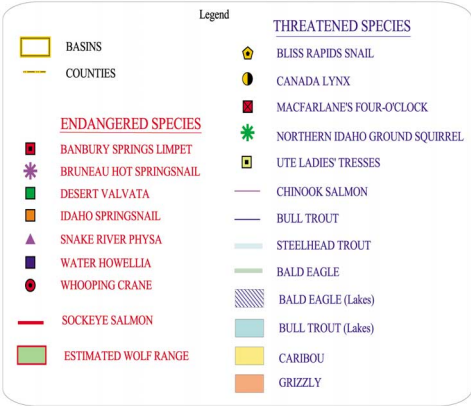 Legend
BASINS
COUNTIES
ENDANGERED SPECIES
BANBURY SPRINGS LIMPET
BRUNEAU HOT SPRINGSNAIL
DESERT VALVATA
IDAHO SPRINGSNAIL
SNAKE RIVER PHYSA
WATER HOWELLIA
WHOOPING CRANE
SOCKEYE SALMON
ESTIMATED WOLF RANGE
THREATENED SPECIES
BLISS RAPIDS SNAIL
CANADA LYNX
MACFARLANE'S FOUR-O'CLOCK
NORTHERN IDAHO GROUND SQUIRREL
UTE LADIES' TRESSES
CHINOOK SALMON
BULL TROUT
STEELHEAD TROUT
BALD EAGLE
BALD EAGLE (Lakes)
BULL TROUT (Lakes)
CARIBOU
GRIZZLY